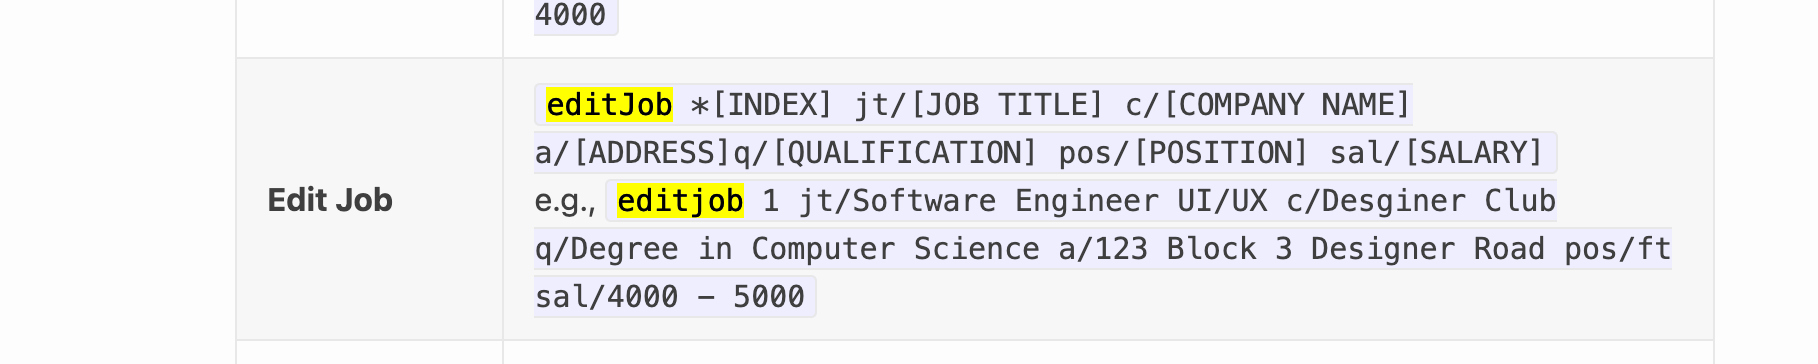 4000
editJob *[INDEX] jt/[JOB TITLE] c/[COMPANY NAME]
a/[ADDRESS]q/[QUALIFICATION] pos/[POSITION] sal/[SALARY]
Edit Job
e.g., editjob 1 jt/Software Engineer UI/UX c/Desginer Club
q/Degree in Computer Science a/123 Block 3 Designer Road pos/ft
sal/4000 - 5000